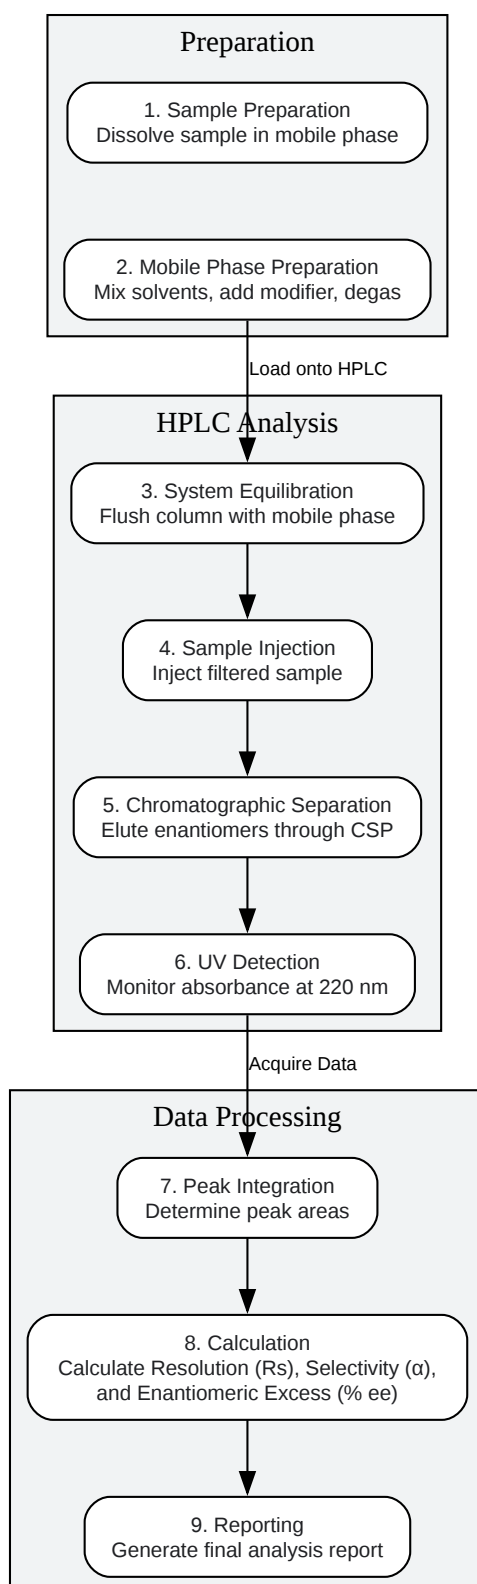 Preparation
1. Sample Preparation
Dissolve sample in mobile phase
2. Mobile Phase Preparation
Mix solvents, add modifier, degas
Load onto HPLC
HPLC Analysis
3. System Equilibration
Flush column with mobile phase
4. Sample Injection
Inject filtered sample
5. Chromatographic Separation
Elute enantiomers through CSP
6. UV Detection
Monitor absorbance at 220 nm
Acquire Data
Data Processing
7. Peak Integration
Determine peak areas
8. Calculation
Calculate Resolution (Rs), Selectivity (α),
and Enantiomeric Excess (% ee)
9. Reporting
Generate final analysis report